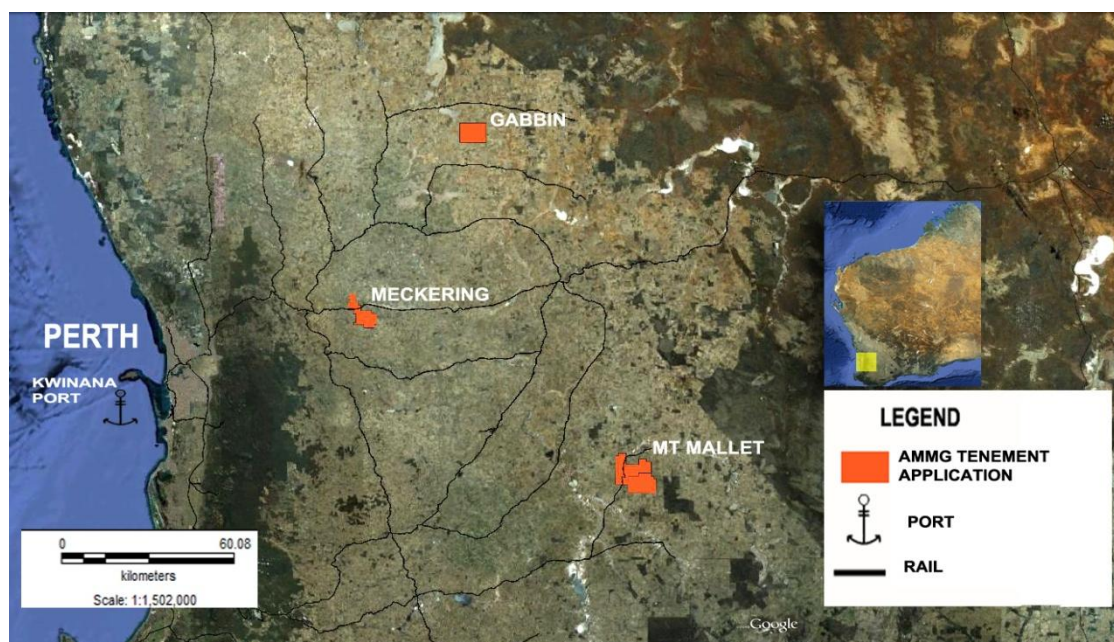 GABBIN
MECKERING
PERTH
KWINANA
PORT
MT MALLET
LEGEND
AMMG TENEMENT
APPLICATION
PORT
RAIL
0 60.08
kilometers
Scale: 1:1,502,000
Google